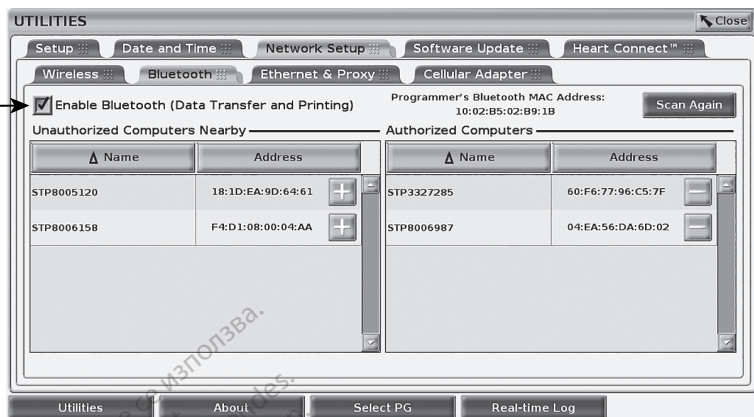 UTILITIES
Close
Setup
Date and Time
Network Setup
Software Update
Heart Connect™
Wireless
Bluetooth
Ethernet & Proxy
Cellular Adapter
Enable Bluetooth (Data Transfer and Printing)
Programmer's Bluetooth MAC Address:
10:02:B5:02:B9:1B
Scan Again
Unauthorized Computers Nearby
Authorized Computers
Δ Name Address
Δ Name Address
STP8005120 18:1D:EA:9D:64:61 +
STP3327285 60:F6:77:96:C5:7F −
STP8006158 F4:D1:08:00:04:AA +
STP8006987 04:EA:56:DA:6D:02 −
се използва.
Utilities
About
Select PG
Real-time Log